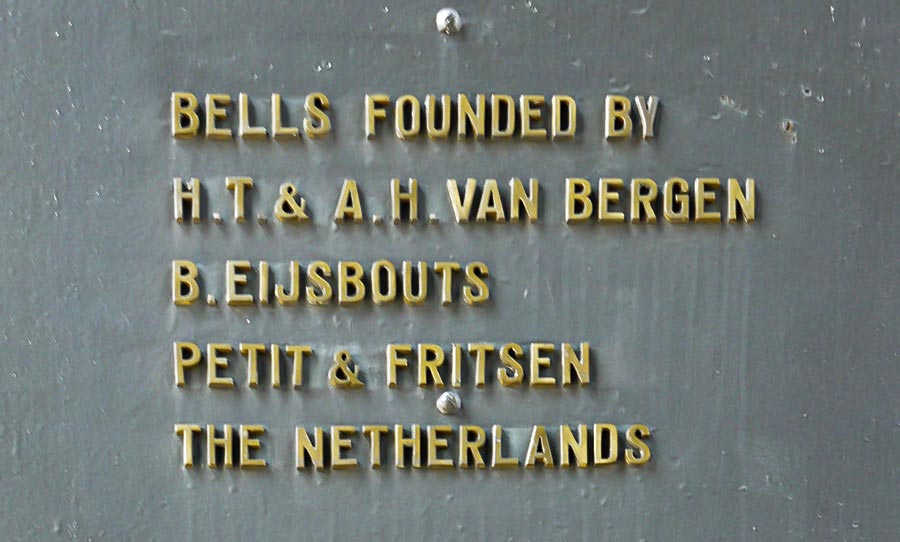 BELLS FOUNDED BY
H.T.& A.H.VAN BERGEN
B.EIJSBOUTS
PETIT & FRITSEN
THE NETHERLANDS